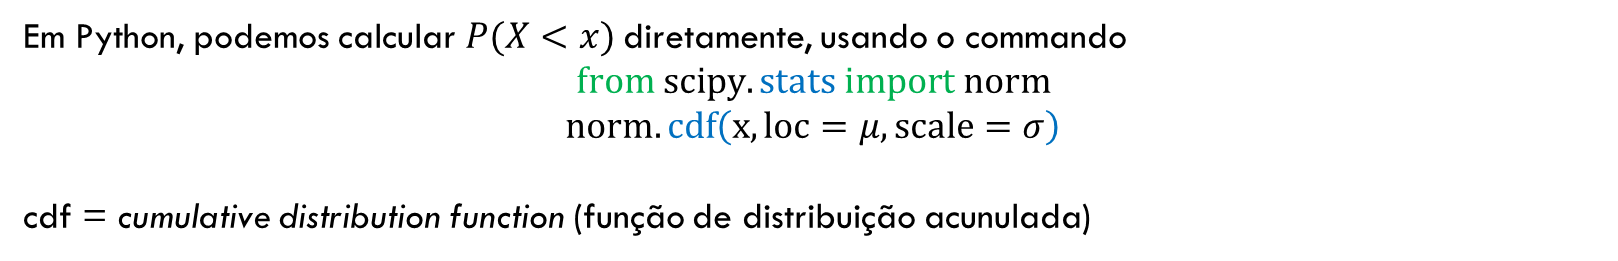 Em Python, podemos calcular P(X < x) diretamente, usando o commando
from scipy.stats import norm
norm.cdf(x, loc = μ, scale = σ)
cdf = cumulative distribution function (função de distribuição acunulada)